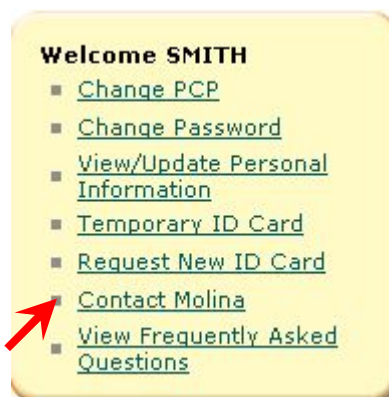 Welcome SMITH
Change PCP
Change Password
View/Update Personal
Information
Temporary ID Card
Request New ID Card
Contact Molina
View Frequently Asked
Questions